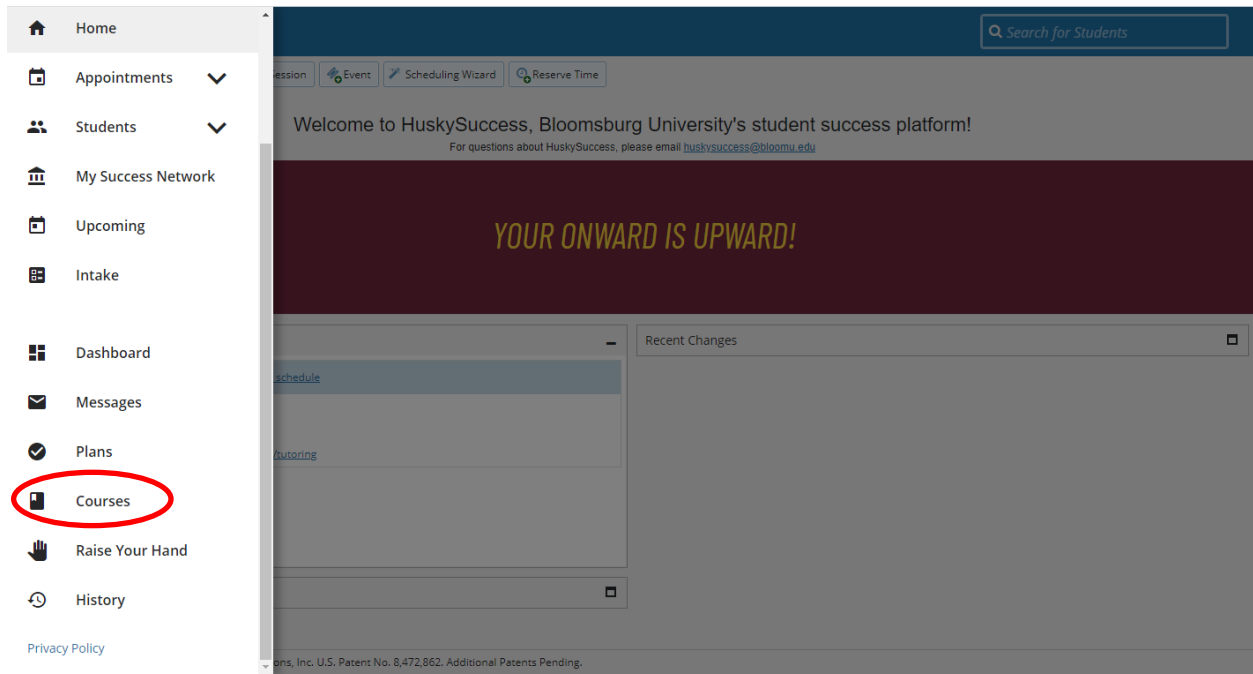 Home
Appointments
Students
My Success Network
Upcoming
Intake
Dashboard
Messages
Plans
Courses
Raise Your Hand
History
Privacy Policy
Search for Students
Event
Scheduling Wizard
Reserve Time
Welcome to HuskySuccess, Bloomsburg University's student success platform!
For questions about HuskySuccess, please email huskysuccess@bloomu.edu
YOUR ONWARD IS UPWARD!
schedule
/tutoring
Recent Changes
ons, Inc. U.S. Patent No. 8,472,862. Additional Patents Pending.